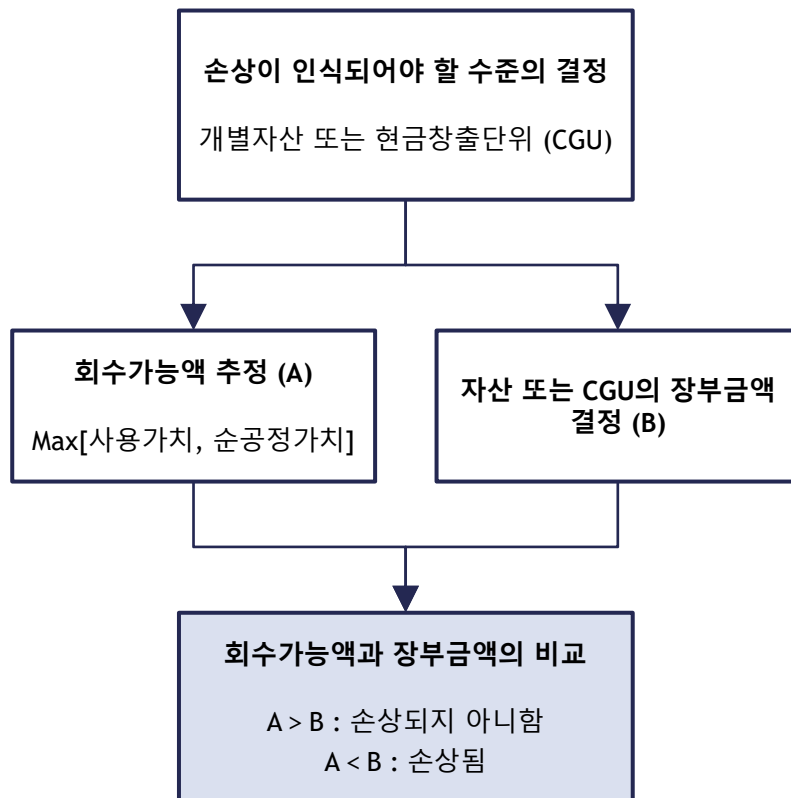 손상이 인식되어야 할 수준의 결정
개별자산 또는 현금창출단위 (CGU)
회수가능액 추정 (A)
Max[사용가치, 순공정가치]
자산 또는 CGU의 장부금액
결정 (B)
회수가능액과 장부금액의 비교
A > B : 손상되지 아니함
A < B : 손상됨